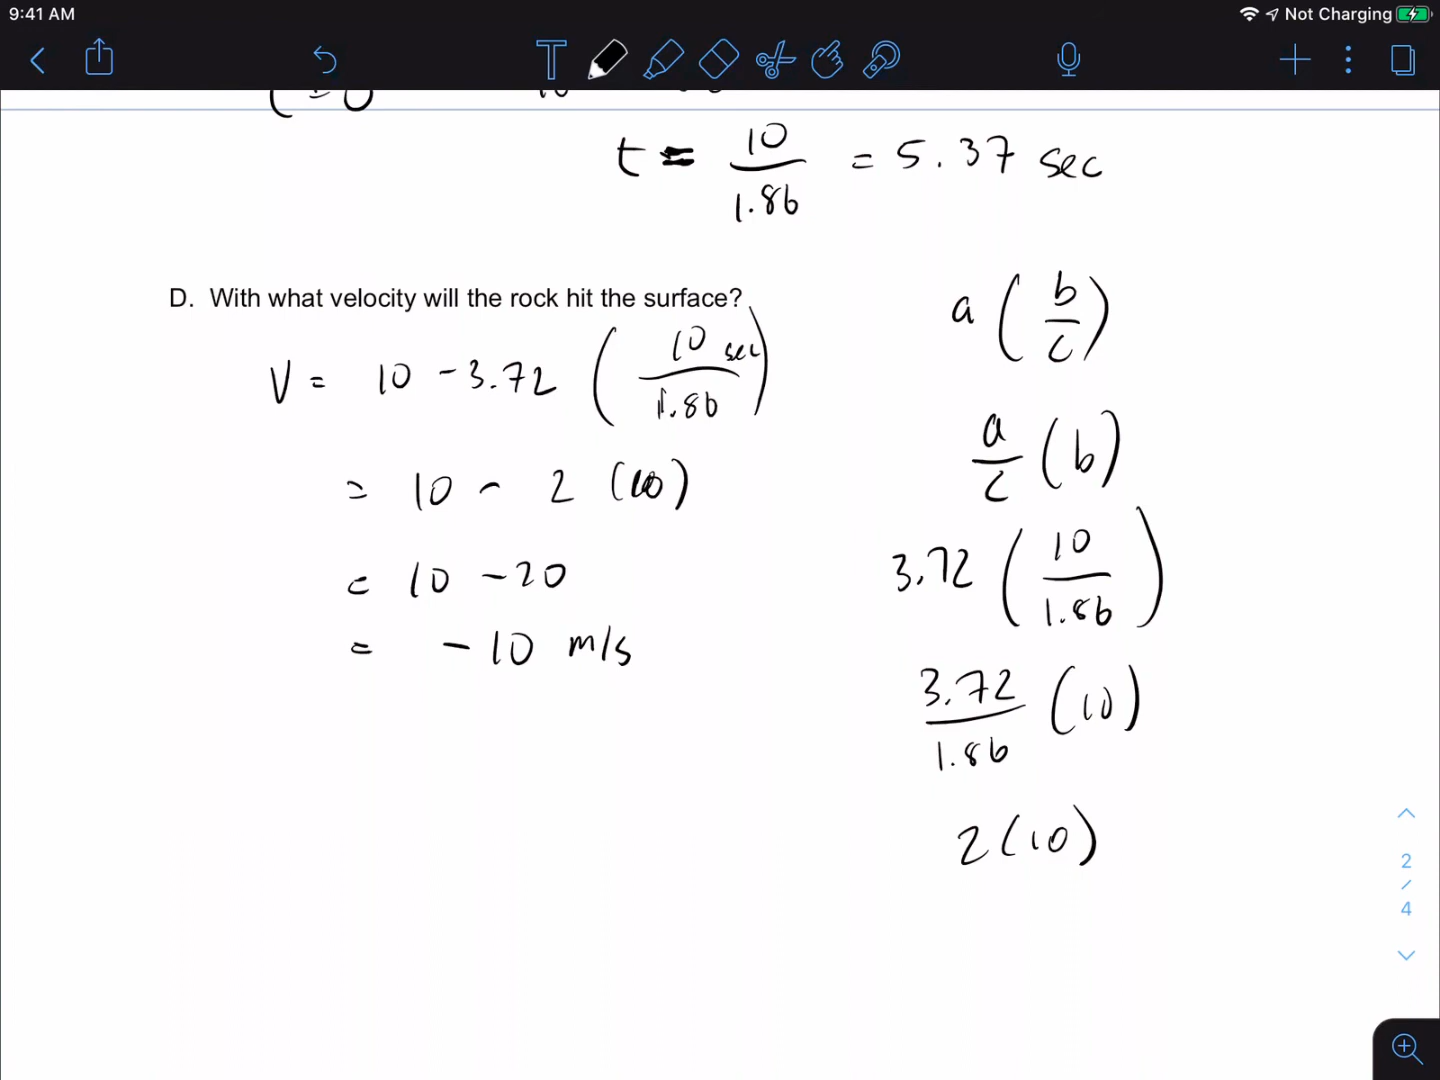 9:41 AM
Not Charging
t = 10/1.86 = 5.37 sec
D. With what velocity will the rock hit the surface?
V = 10 - 3.72 (10 sec/1.86)
= 10 - 2 (10)
= 10 - 20
= - 10 m/s
a (b/c)
a/c (b)
3.72 (10/1.86)
3.72/1.86 (10)
2 (10)
2
/
4